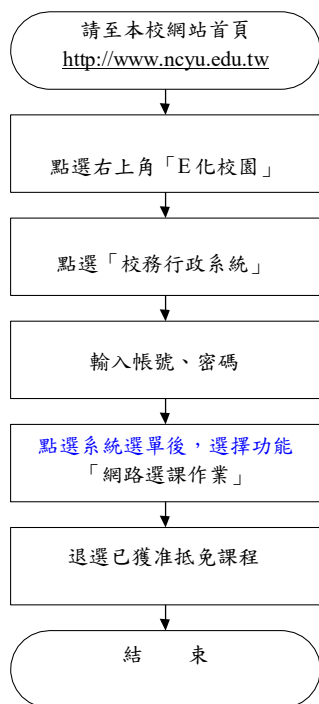 請至本校網站首頁
http://www.ncyu.edu.tw
點選右上角「E化校園」
點選「校務行政系統」
輸入帳號、密碼
點選系統選單後，選擇功能
「網路選課作業」
退選已獲准抵免課程
結　　束